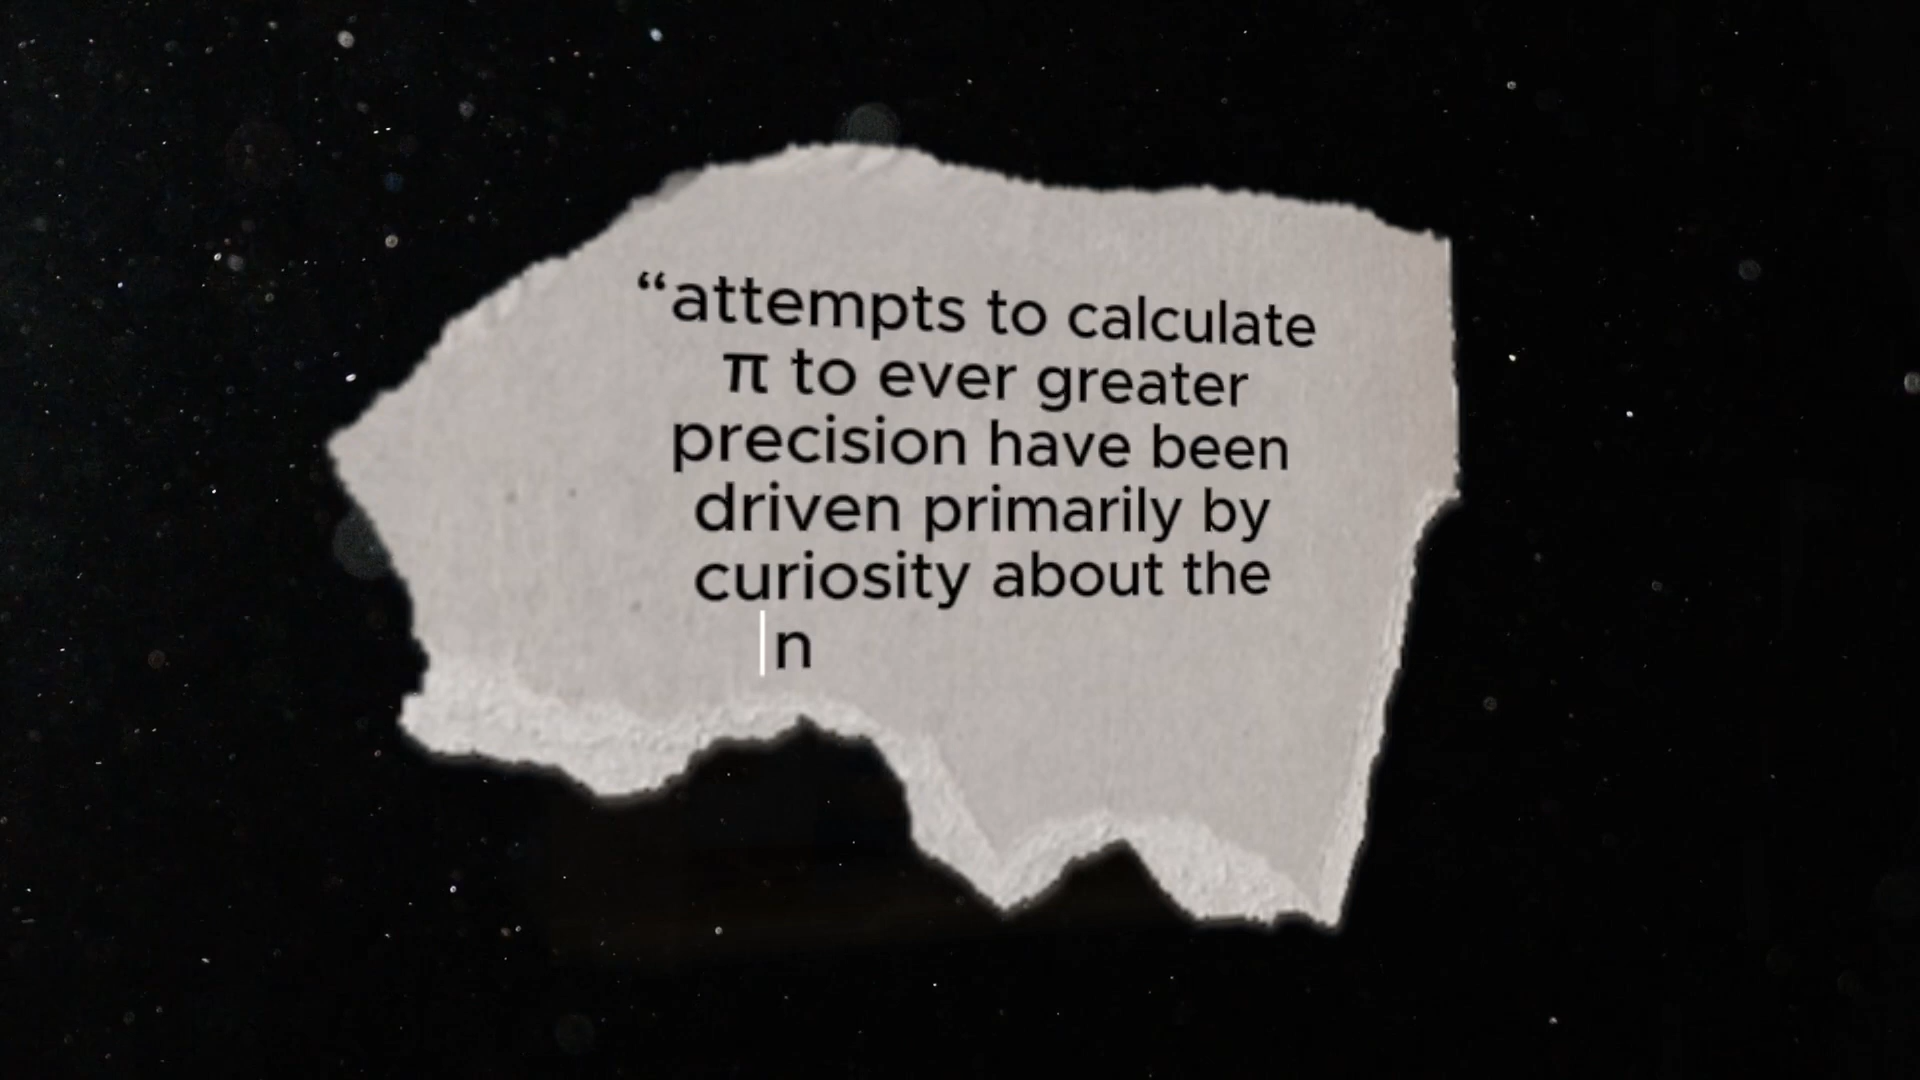 “attempts to calculate
π to ever greater
precision have been
driven primarily by
curiosity about the
n